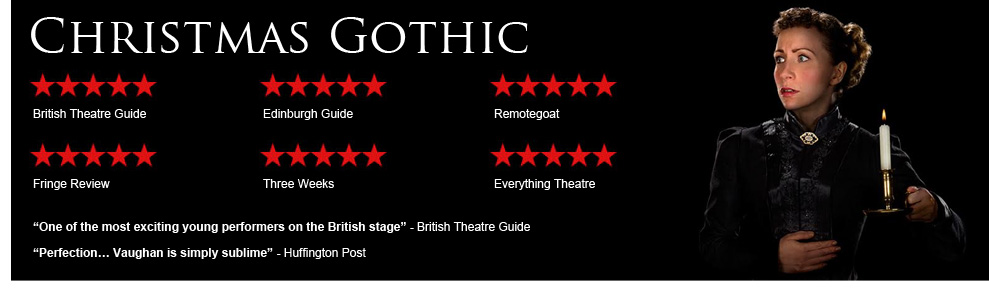 CHRISTMAS GOTHIC
British Theatre Guide
Edinburgh Guide
Remotegoat
Fringe Review
Three Weeks
Everything Theatre
“One of the most exciting young performers on the British stage” - British Theatre Guide
“Perfection… Vaughan is simply sublime” - Huffington Post